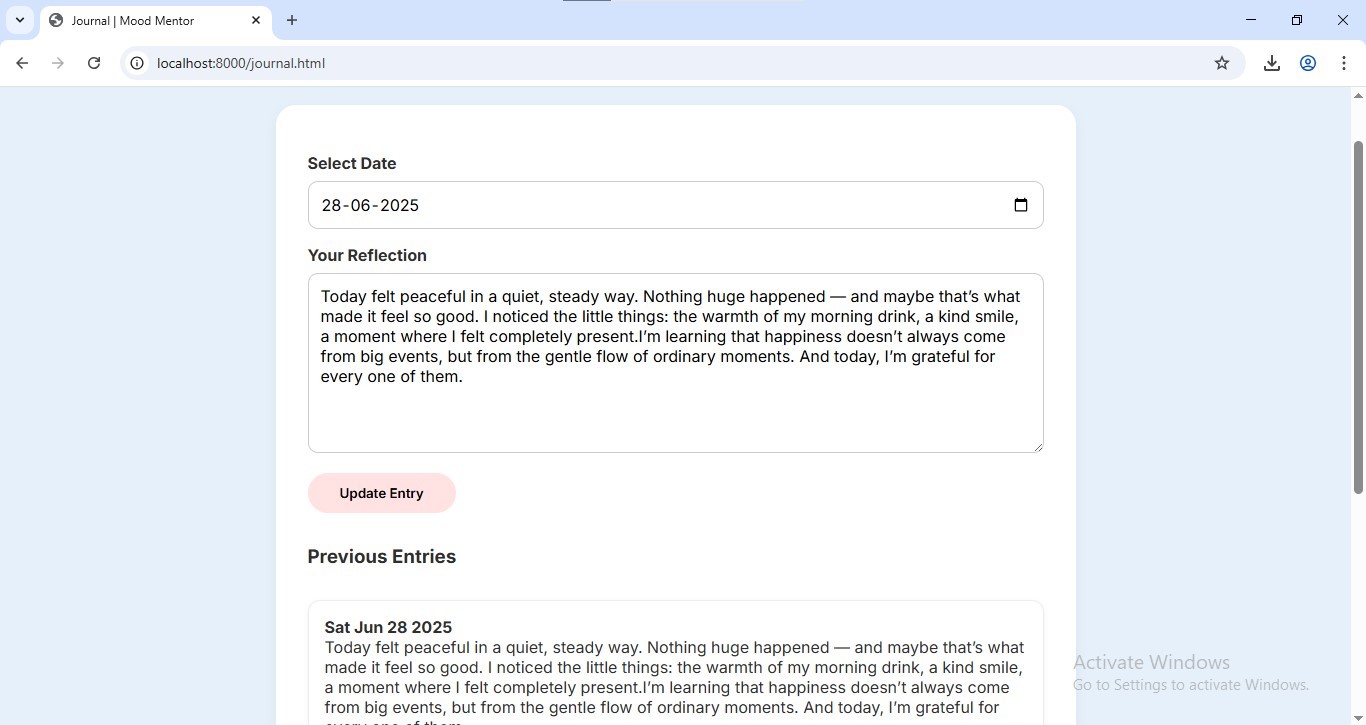 Journal | Mood Mentor
localhost:8000/journal.html
Select Date
28-06-2025
Your Reflection
Today felt peaceful in a quiet, steady way. Nothing huge happened — and maybe that’s what
made it feel so good. I noticed the little things: the warmth of my morning drink, a kind smile,
a moment where I felt completely present.I’m learning that happiness doesn’t always come
from big events, but from the gentle flow of ordinary moments. And today, I’m grateful for
every one of them.
Update Entry
Previous Entries
Sat Jun 28 2025
Today felt peaceful in a quiet, steady way. Nothing huge happened — and maybe that’s what
made it feel so good. I noticed the little things: the warmth of my morning drink, a kind smile,
a moment where I felt completely present.I’m learning that happiness doesn’t always come
from big events, but from the gentle flow of ordinary moments. And today, I’m grateful for
every one of them
Activate Windows
Go to Settings to activate Windows.